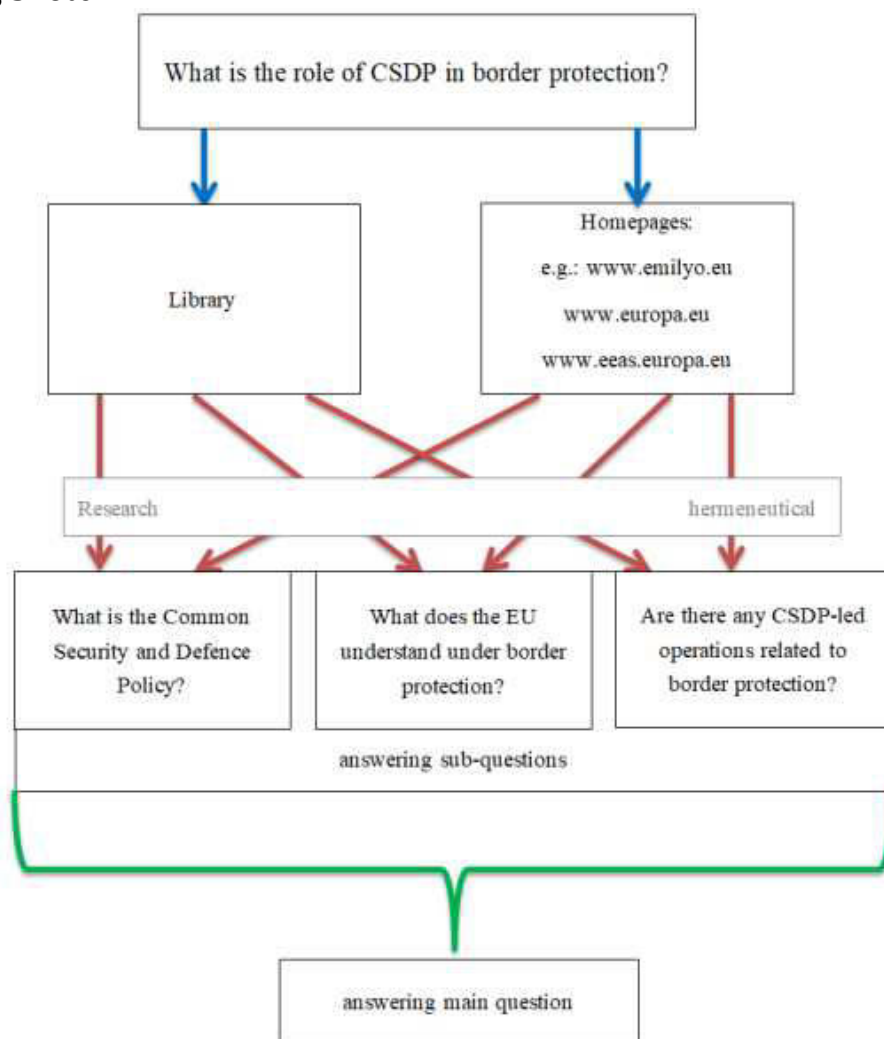 What is the role of CSDP in border protection?
Library
Homepages:
e.g.: www.emilyo.eu
www.europa.eu
www.eeas.europa.eu
Research hermeneutical
What is the Common
Security and Defence
Policy?
What does the EU
understand under border
protection?
Are there any CSDP-led
operations related to
border protection?
answering sub-questions
answering main question